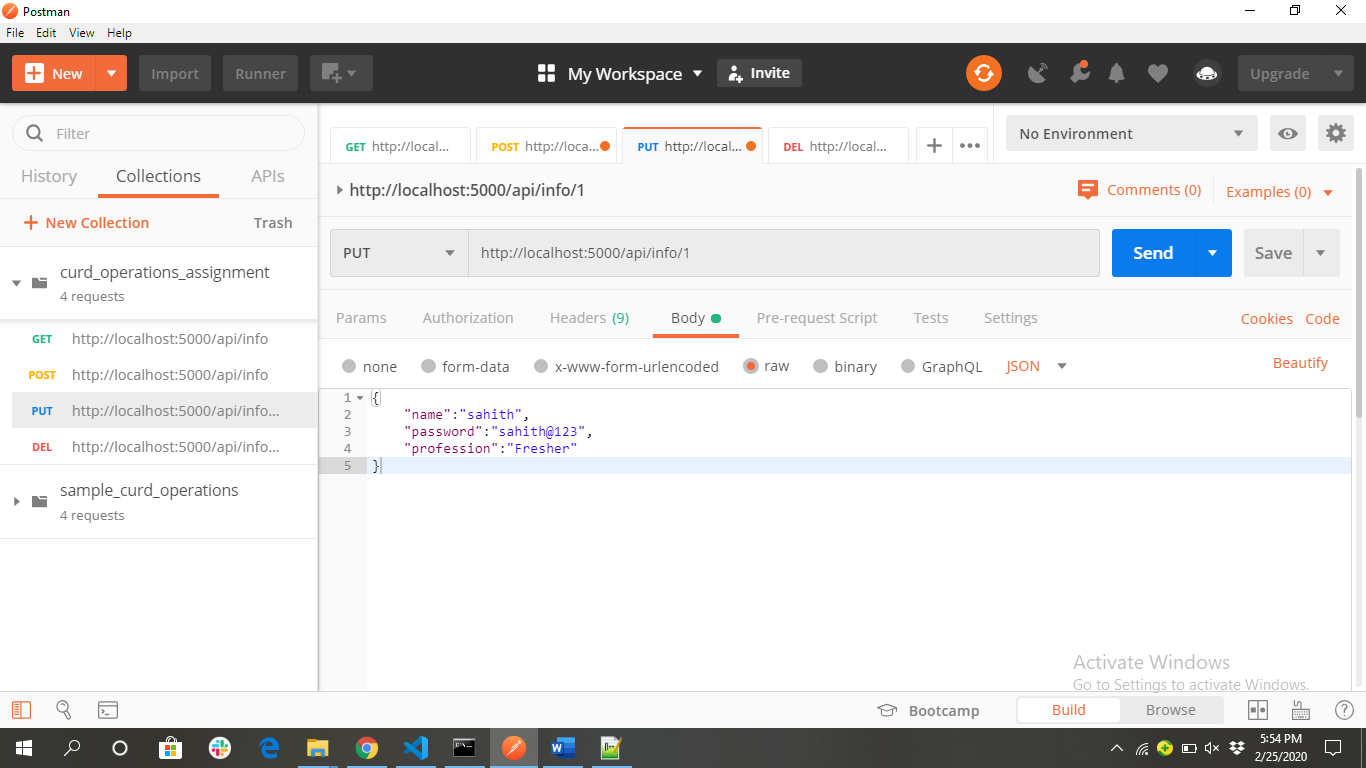 Postman
File Edit View Help
New Import Runner My Workspace Invite Upgrade
Filter
History Collections APIs
New Collection Trash
curd_operations_assignment
4 requests
GET http://localhost:5000/api/info
POST http://localhost:5000/api/info
PUT http://localhost:5000/api/info...
DEL http://localhost:5000/api/info...
sample_curd_operations
4 requests
GET http://local... POST http://loca... PUT http://local... DEL http://local... No Environment
http://localhost:5000/api/info/1 Comments (0) Examples (0)
PUT http://localhost:5000/api/info/1 Send Save
Params Authorization Headers (9) Body Pre-request Script Tests Settings Cookies Code
none form-data x-www-form-urlencoded raw binary GraphQL JSON Beautify
1 {
2 "name":"sahith",
3 "password":"sahith@123",
4 "profession":"Fresher"
5 }
Activate Windows
Go to Settings to activate Windows.
Bootcamp Build Browse
5:54 PM
2/25/2020